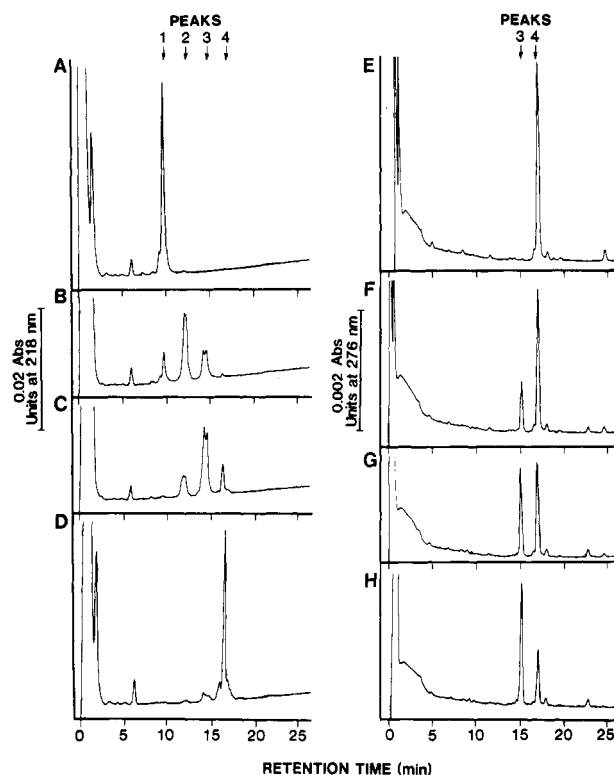 PEAKS
1 2 3 4
A
B
C
D
0.02 Abs
Units at 218 nm
0 5 10 15 20 25
PEAKS
3 4
E
F
G
H
0.002 Abs
Units at 276 nm
0 5 10 15 20 25
RETENTION TIME (min)